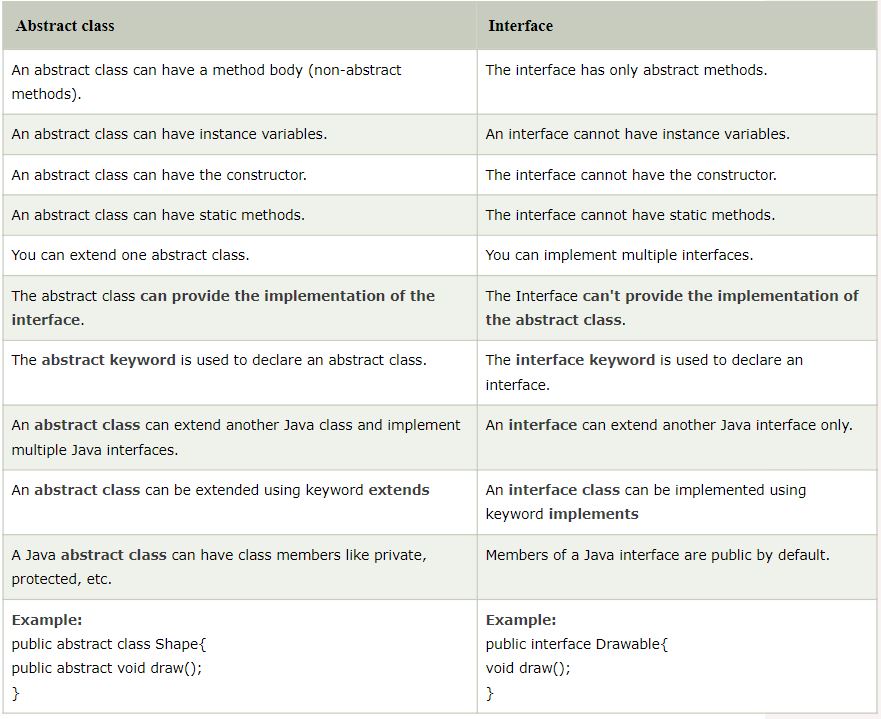 Abstract class
Interface
An abstract class can have a method body (non-abstract
methods).
The interface has only abstract methods.
An abstract class can have instance variables.
An interface cannot have instance variables.
An abstract class can have the constructor.
The interface cannot have the constructor.
An abstract class can have static methods.
The interface cannot have static methods.
You can extend one abstract class.
You can implement multiple interfaces.
The abstract class can provide the implementation of the
interface.
The Interface can't provide the implementation of
the abstract class.
The abstract keyword is used to declare an abstract class.
The interface keyword is used to declare an
interface.
An abstract class can extend another Java class and implement
multiple Java interfaces.
An interface can extend another Java interface only.
An abstract class can be extended using keyword extends
An interface class can be implemented using
keyword implements
A Java abstract class can have class members like private,
protected, etc.
Members of a Java interface are public by default.
Example:
public abstract class Shape{
public abstract void draw();
}
Example:
public interface Drawable{
void draw();
}